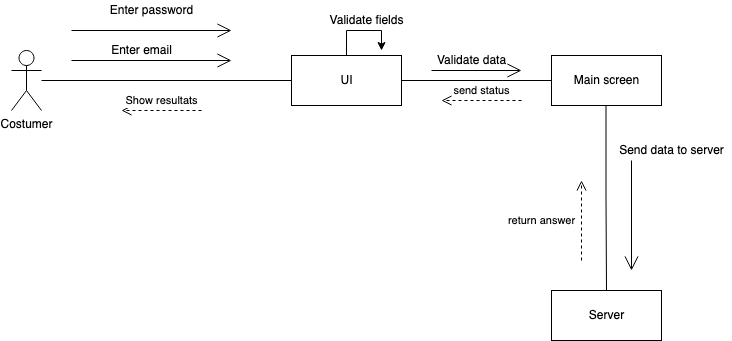 Enter password
Validate fields
Enter email
Validate data
UI
Main screen
send status
Show resultats
Costumer
Send data to server
return answer
Server